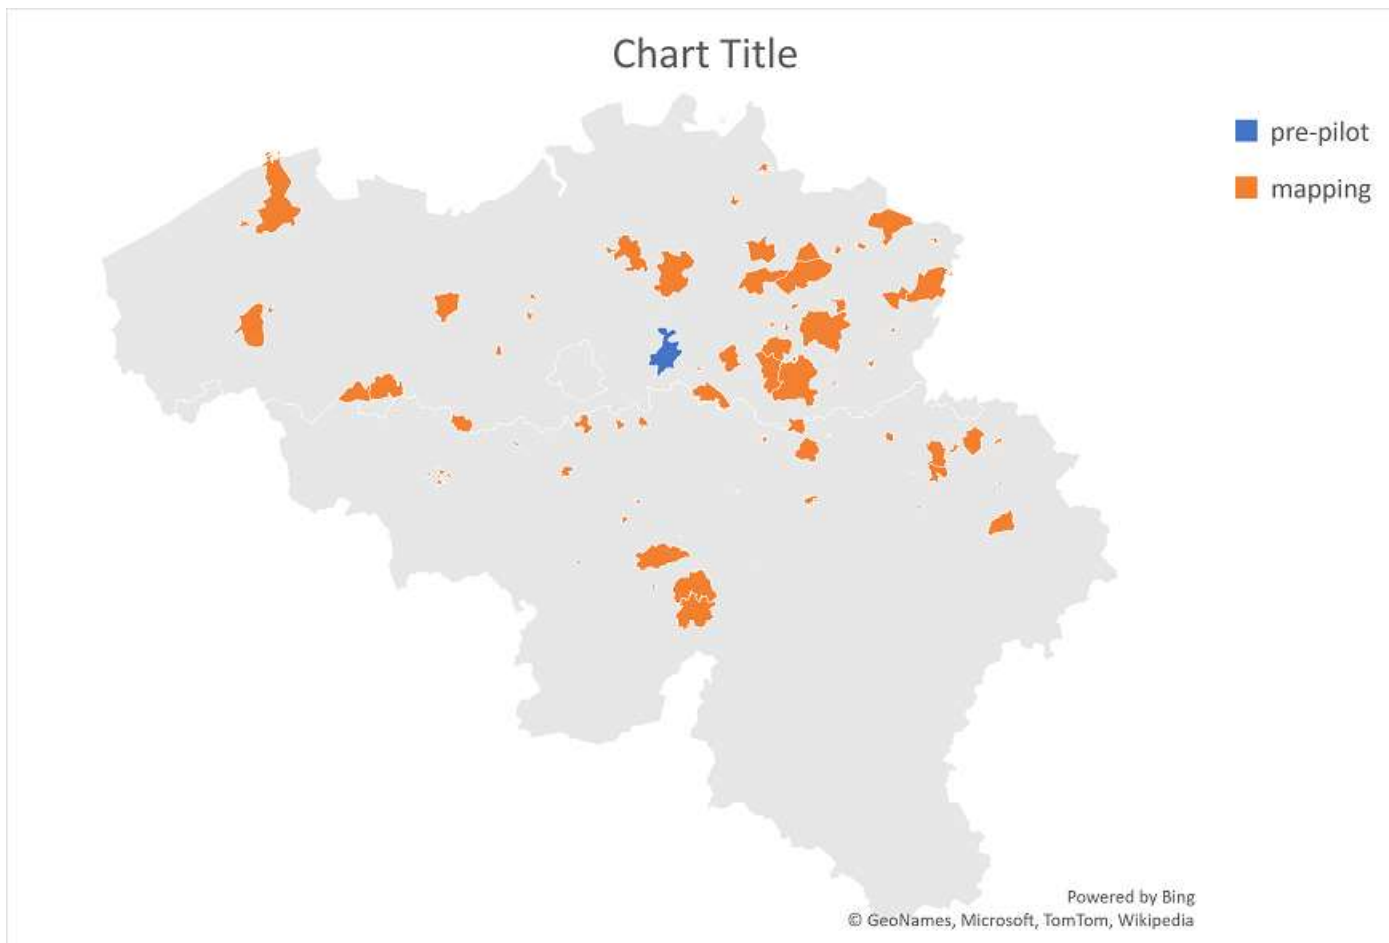 Chart Title
pre-pilot
mapping
Powered by Bing
© GeoNames, Microsoft, TomTom, Wikipedia